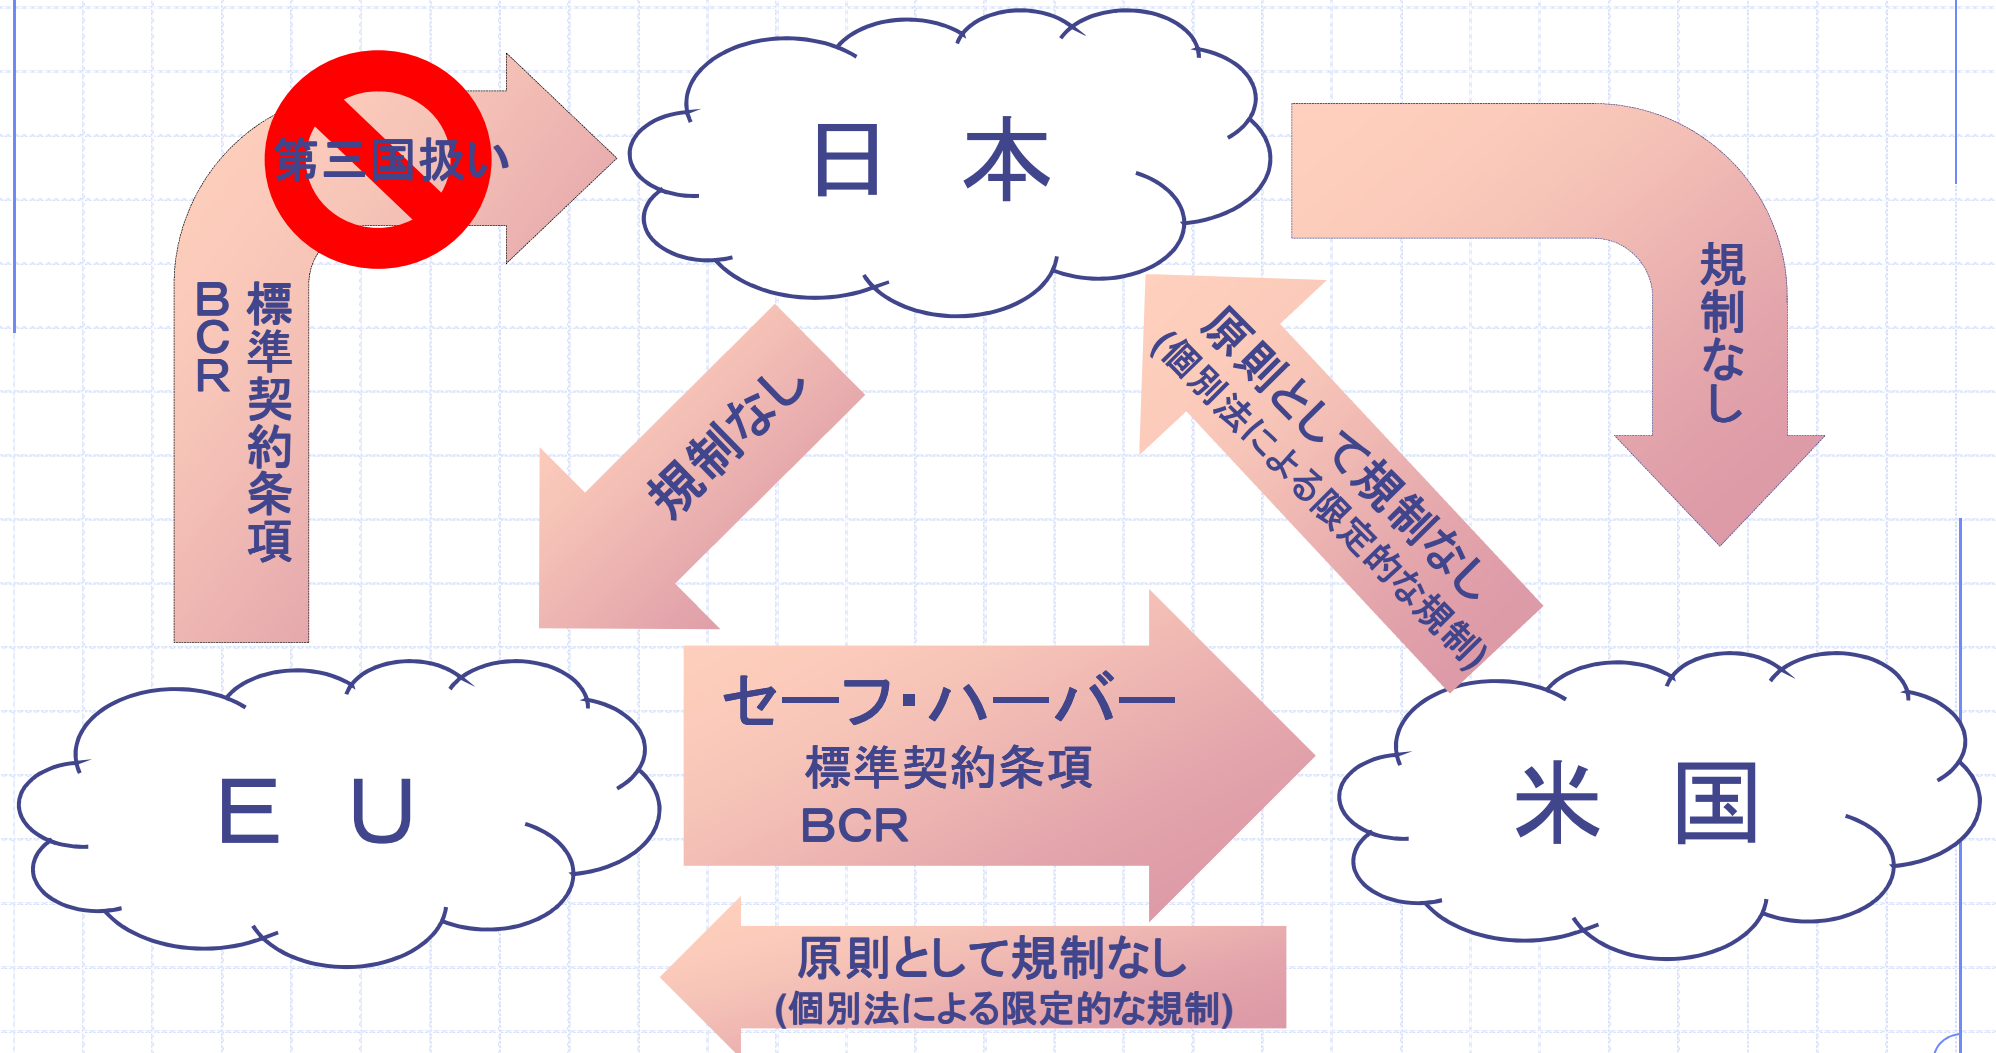 第三国扱い
日　本
標準契約条項
ＢＣＲ
規制なし
原則として規制なし
(個別法による限定的な規制)
規制なし
ＥＵ
セーフ・ハーバー
標準契約条項
BCR
米　国
原則として規制なし
(個別法による限定的な規制)